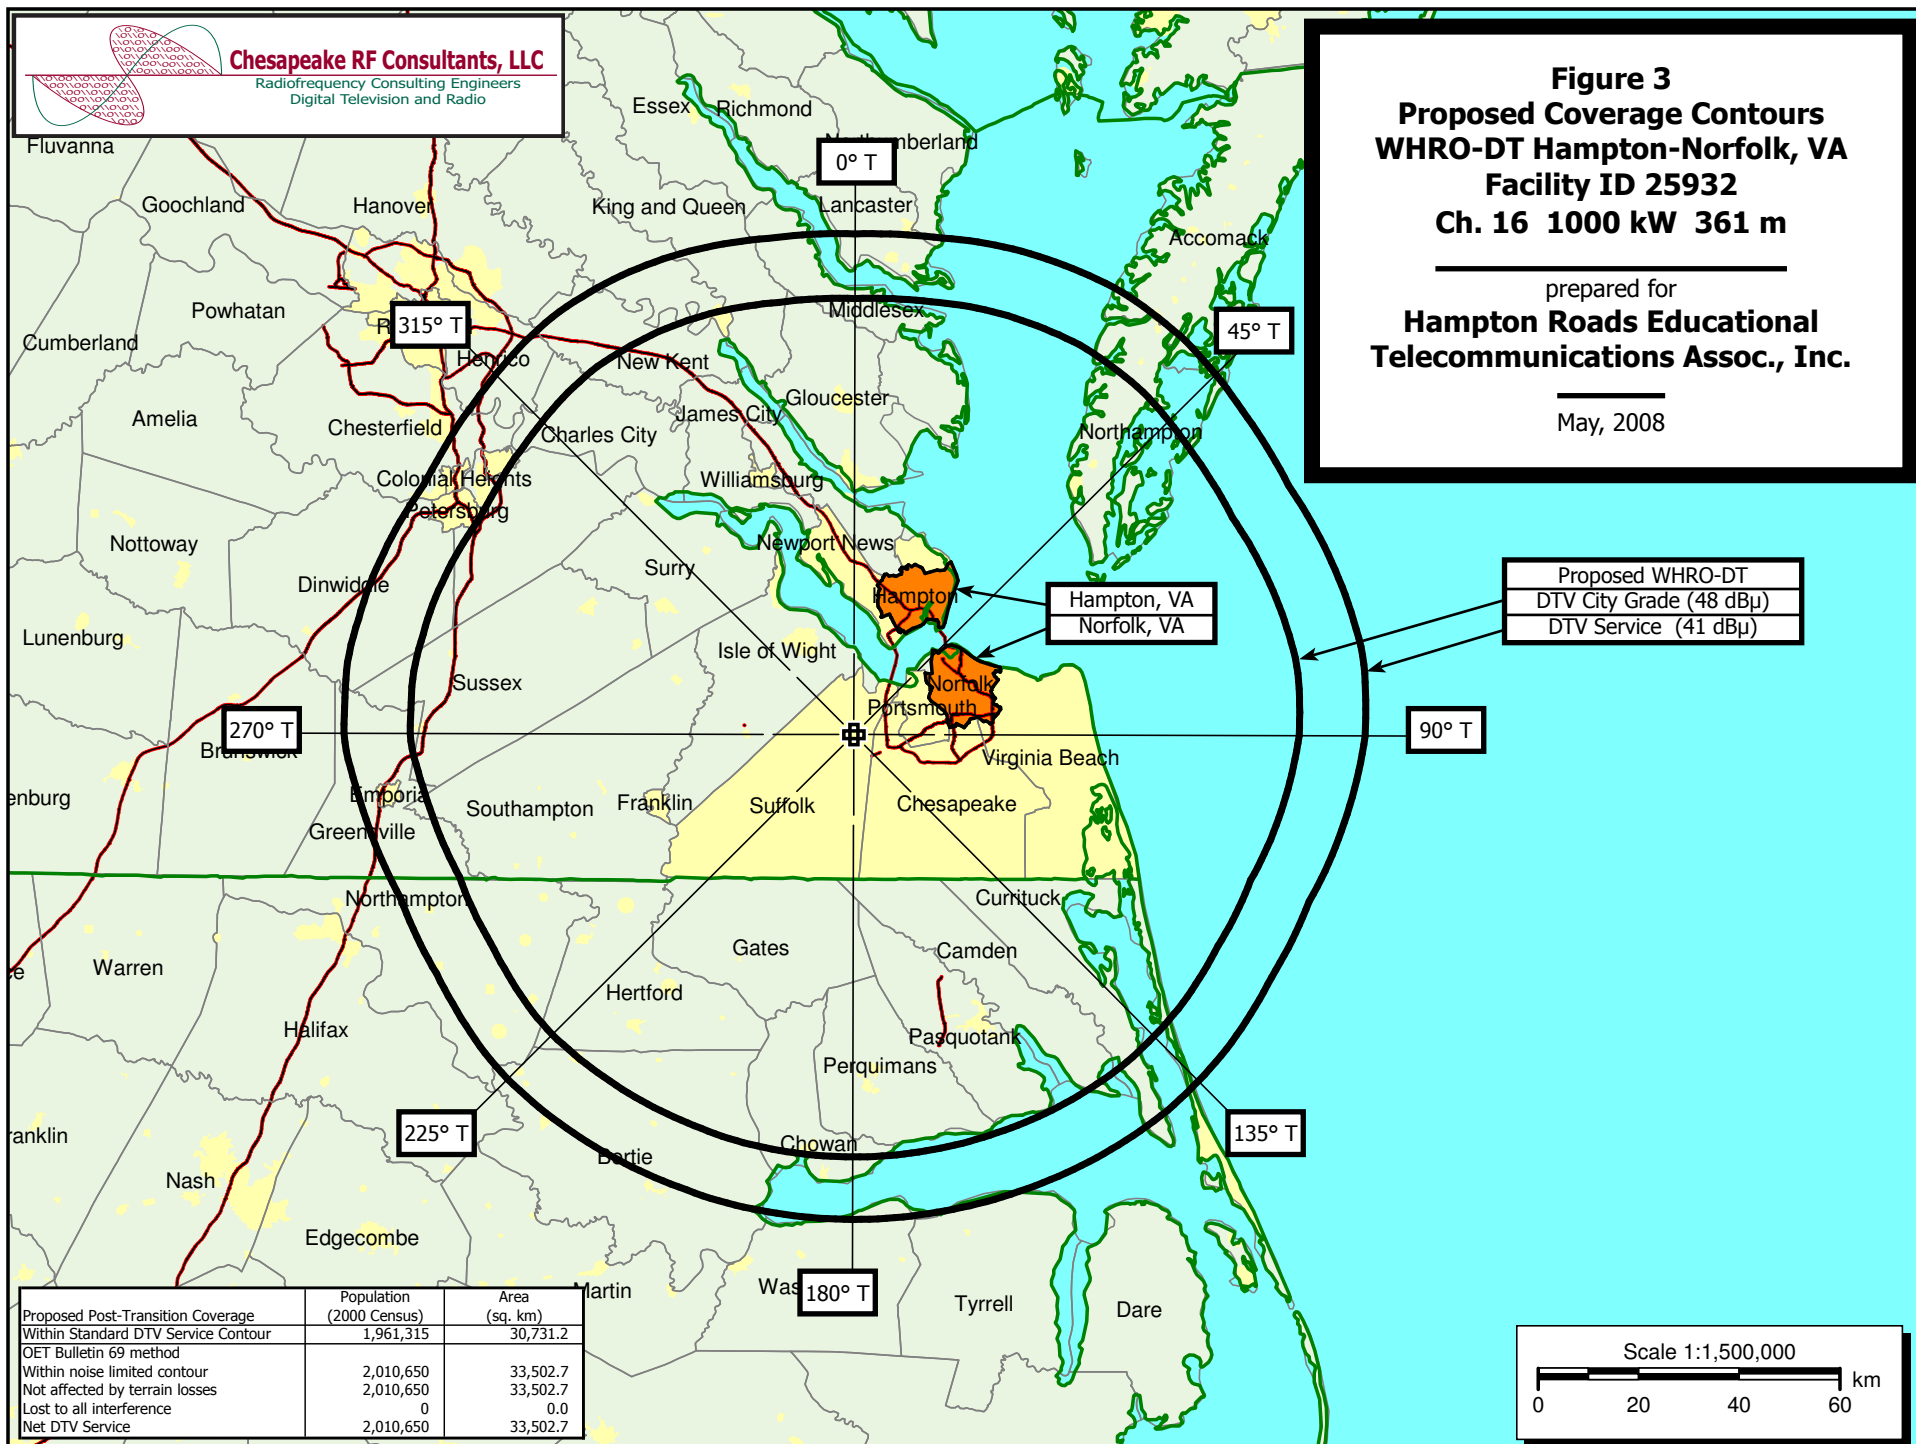 Chesapeake RF Consultants, LLC
Radiofrequency Consulting Engineers
Digital Television and Radio
Figure 3
Proposed Coverage Contours
WHRO-DT Hampton-Norfolk, VA
Facility ID 25932
Ch. 16 1000 kW 361 m
prepared for
Hampton Roads Educational
Telecommunications Assoc., Inc.
May, 2008
Essex
Richmond
Fluvanna
0° T
Goochland
Hanover
King and Queen
Lancaster
Accomack
Powhatan
Middlesex
315° T
45° T
Cumberland
Henrico
New Kent
Gloucester
James City
Amelia
Chesterfield
Charles City
Northampton
Colonial Heights
Williamsburg
Petersburg
Nottoway
Newport News
Surry
Dinwiddie
Hampton
Hampton, VA
Norfolk, VA
Proposed WHRO-DT
DTV City Grade (48 dBµ)
DTV Service (41 dBµ)
Lunenburg
Isle of Wight
Sussex
Norfolk
Portsmouth
270° T
90° T
Brunswick
Virginia Beach
enburg
Emporia
Southampton
Franklin
Suffolk
Chesapeake
Greensville
Northampton
Currituck
Gates
Camden
Warren
Hertford
Halifax
Pasquotank
Perquimans
ranklin
225° T
135° T
Chowan
Bertie
Nash
Edgecombe
Martin
Was
180° T
Tyrrell
Dare
Proposed Post-Transition Coverage Population (2000 Census) Area (sq. km)
Within Standard DTV Service Contour 1,961,315 30,731.2
OET Bulletin 69 method
Within noise limited contour 2,010,650 33,502.7
Not affected by terrain losses 2,010,650 33,502.7
Lost to all interference 0 0.0
Net DTV Service 2,010,650 33,502.7
Scale 1:1,500,000
km
0 20 40 60